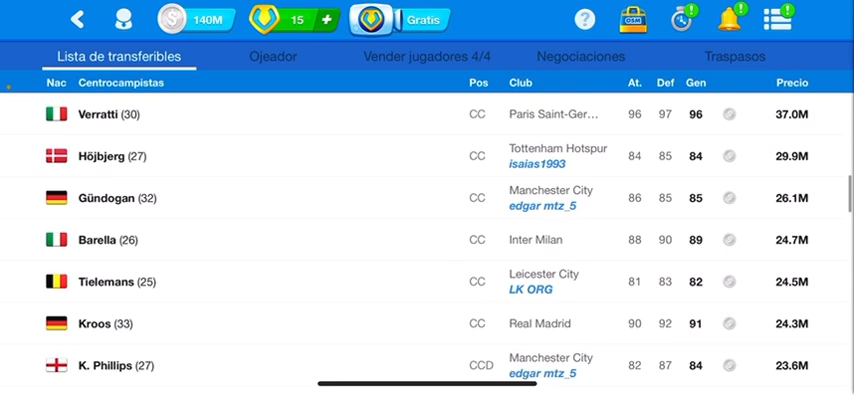 140M 15 + Gratis ? OSM ! ! !
Lista de transferibles Ojeador Vender jugadores 4/4 Negociaciones Traspasos
Nac Centrocampistas Pos Club At. Def Gen Precio
Verratti (30) CC Paris Saint-Ger... 96 97 96 37.0M
Höjbjerg (27) CC Tottenham Hotspur 84 85 84 29.9M
isaias1993
Gündogan (32) CC Manchester City 86 85 85 26.1M
edgar mtz_5
Barella (26) CC Inter Milan 88 90 89 24.7M
Tielemans (25) CC Leicester City 81 83 82 24.5M
LK ORG
Kroos (33) CC Real Madrid 90 92 91 24.3M
K. Phillips (27) CCD Manchester City 82 87 84 23.6M
edgar mtz_5